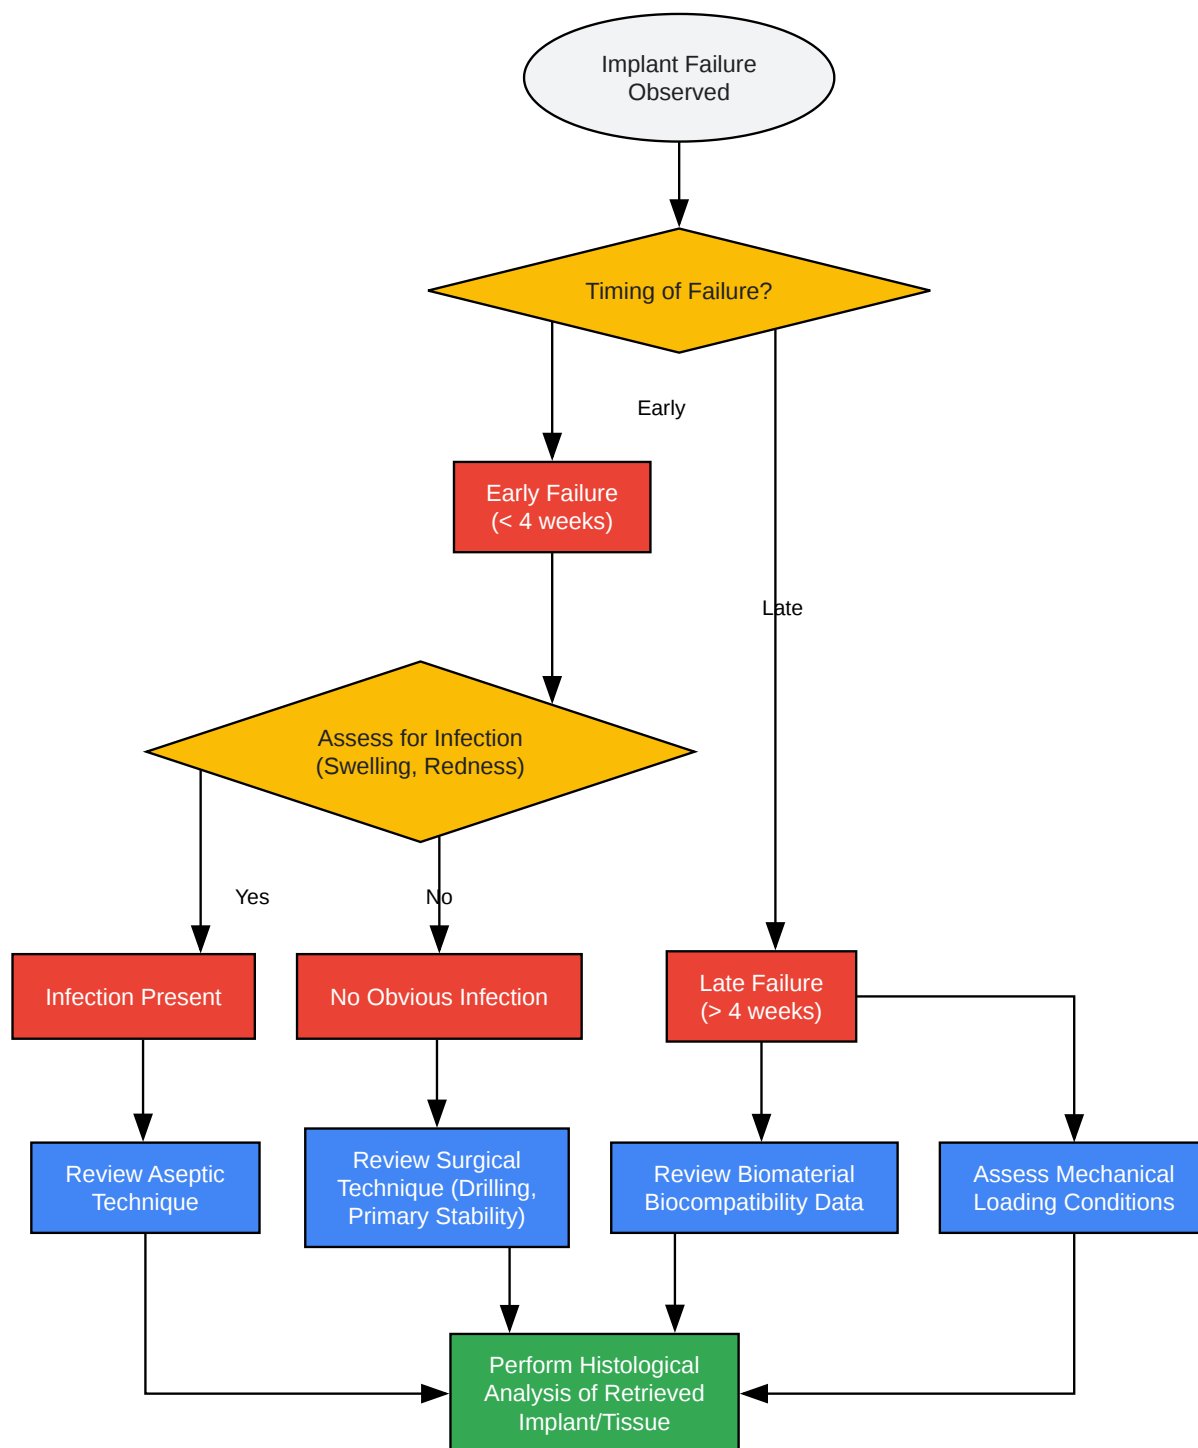 Implant Failure
Observed
Timing of Failure?
Early
Early Failure
(< 4 weeks)
Late
Assess for Infection
(Swelling, Redness)
Yes
No
Infection Present
No Obvious Infection
Late Failure
(> 4 weeks)
Review Aseptic
Technique
Review Surgical
Technique (Drilling,
Primary Stability)
Review Biomaterial
Biocompatibility Data
Assess Mechanical
Loading Conditions
Perform Histological
Analysis of Retrieved
Implant/Tissue